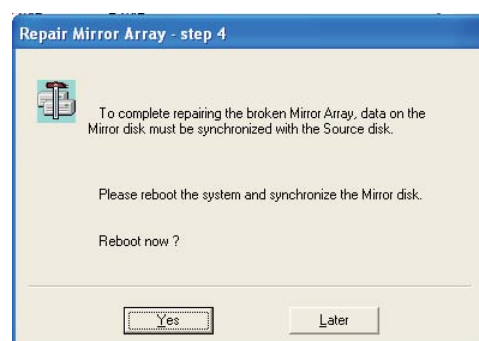 Repair Mirror Array - step 4
To complete repairing the broken Mirror Array, data on the
Mirror disk must be synchronized with the Source disk.
Please reboot the system and synchronize the Mirror disk.
Reboot now ?
Yes
Later